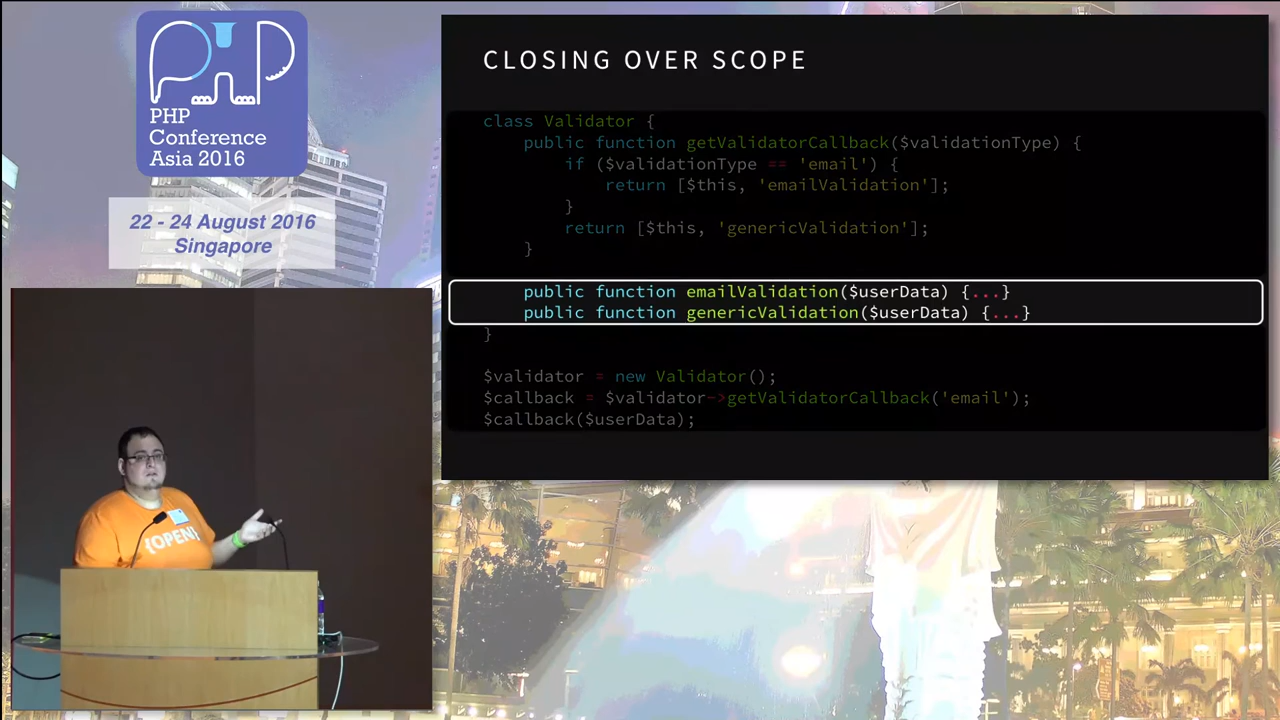 PHP
Conference
Asia 2016
22 - 24 August 2016
Singapore
{OPEN}
CLOSING OVER SCOPE
class Validator {
public function getValidatorCallback($validationType) {
if ($validationType == 'email') {
return [$this, 'emailValidation'];
}
return [$this, 'genericValidation'];
}
public function emailValidation($userData) {...}
public function genericValidation($userData) {...}
}
$validator = new Validator();
$callback = $validator->getValidatorCallback('email');
$callback($userData);